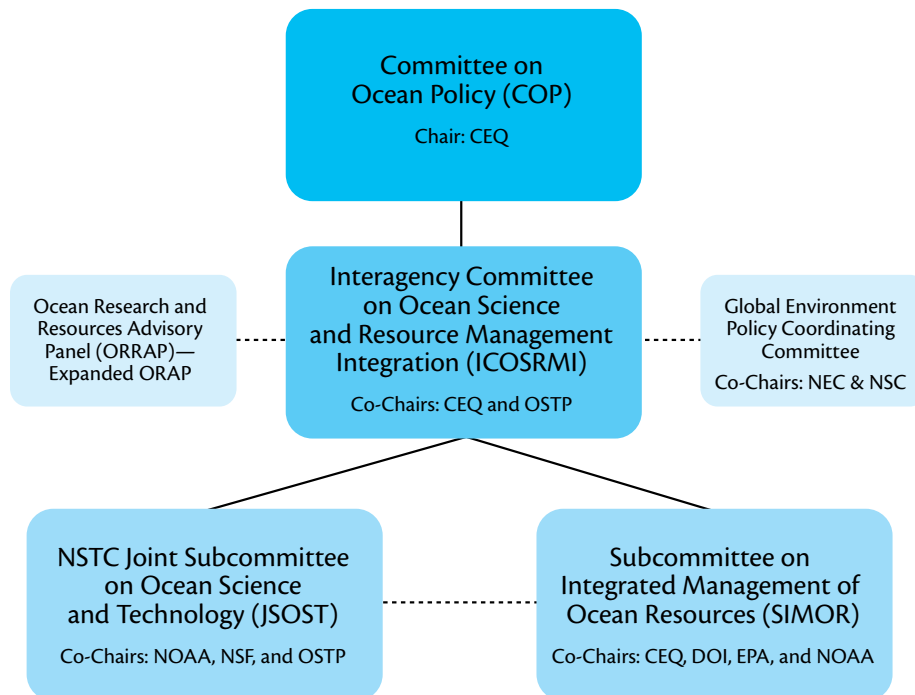 Committee on
Ocean Policy (COP)
Chair: CEQ
Interagency Committee
on Ocean Science
and Resource Management
Integration (ICOSRMI)
Co-Chairs: CEQ and OSTP
Ocean Research and
Resources Advisory
Panel (ORRAP)—
Expanded ORAP
Global Environment
Policy Coordinating
Committee
Co-Chairs: NEC & NSC
NSTC Joint Subcommittee
on Ocean Science
and Technology (JSOST)
Co-Chairs: NOAA, NSF, and OSTP
Subcommittee on
Integrated Management of
Ocean Resources (SIMOR)
Co-Chairs: CEQ, DOI, EPA, and NOAA